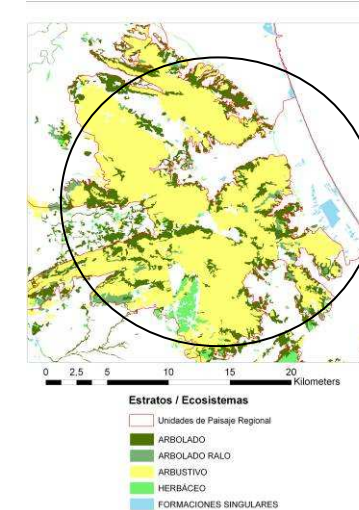 0 2.5 5 10 15 20
Kilometers
Estratos / Ecosistemas
Unidades de Paisaje Regional
ARBOLADO
ARBOLADO RALO
ARBUSTIVO
HERBÁCEO
FORMACIONES SINGULARES